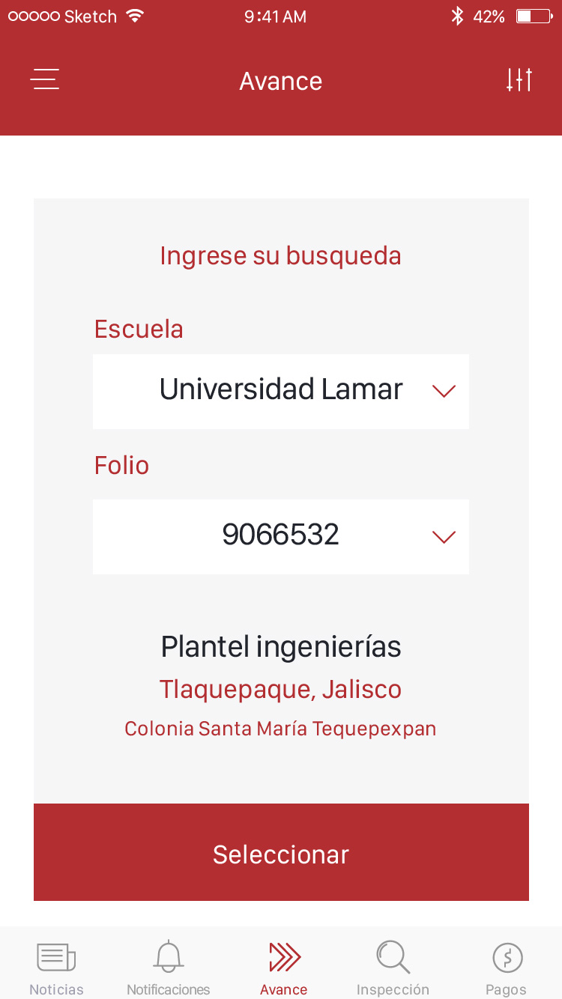 Sketch 9:41 AM 42%
Avance
Ingrese su busqueda
Escuela
Universidad Lamar
Folio
9066532
Plantel ingenierías
Tlaquepaque, Jalisco
Colonia Santa María Tequepexpan
Seleccionar
Noticias Notificaciones Avance Inspección Pagos